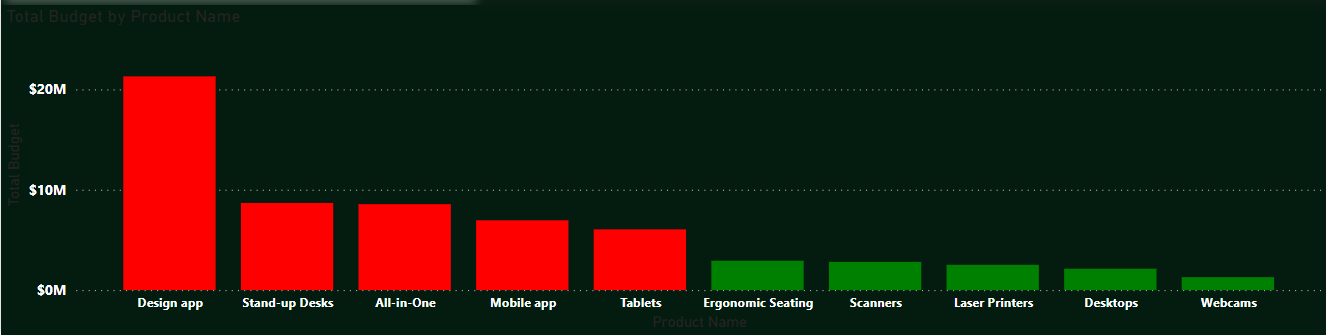 Total Budget by Product Name
Total Budget
$20M
$10M
$0M
Design app
Stand-up Desks
All-in-One
Mobile app
Tablets
Ergonomic Seating
Scanners
Laser Printers
Desktops
Webcams
Product Name